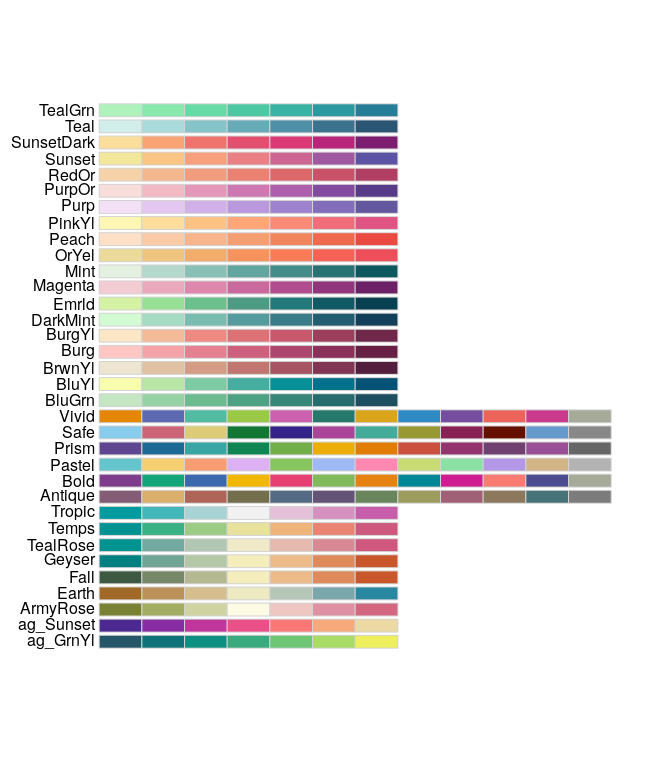 TealGrn
Teal
SunsetDark
Sunset
RedOr
PurpOr
Purp
PinkYl
Peach
OrYel
Mint
Magenta
Emrld
DarkMint
BurgYl
Burg
BrwnYl
BluYl
BluGrn
Vivid
Safe
Prism
Pastel
Bold
Antique
Tropic
Temps
TealRose
Geyser
Fall
Earth
ArmyRose
ag_Sunset
ag_GrnYl